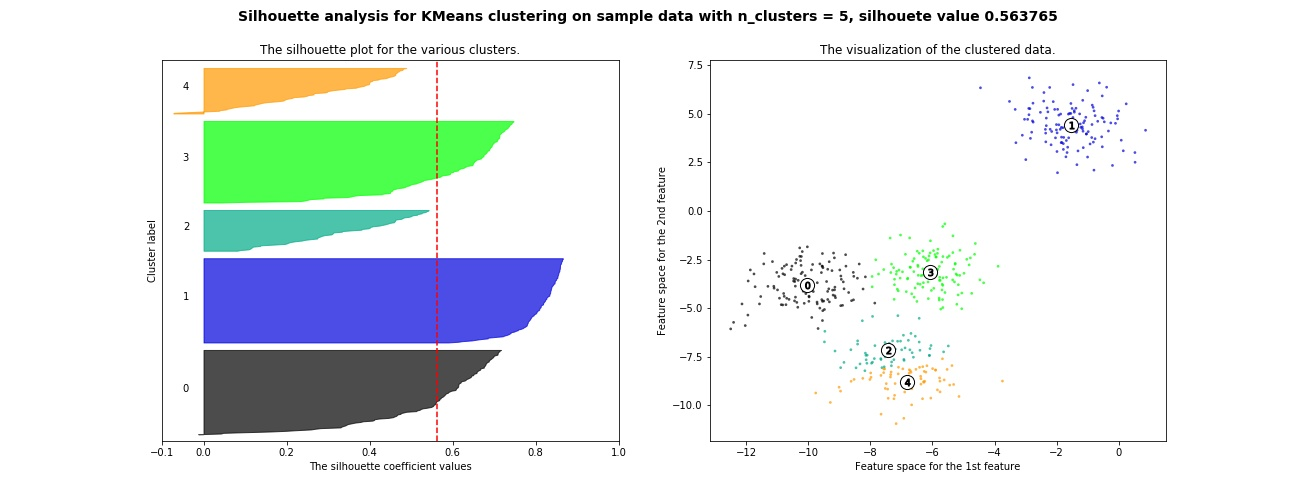 Silhouette analysis for KMeans clustering on sample data with n_clusters = 5, silhouete value 0.563765
The silhouette plot for the various clusters.
Cluster label
4
3
2
1
0
−0.1 0.0 0.2 0.4 0.6 0.8 1.0
The silhouette coefficient values
The visualization of the clustered data.
Feature space for the 2nd feature
7.5
5.0
2.5
0.0
−2.5
−5.0
−7.5
−10.0
1
3
0
2
4
−12 −10 −8 −6 −4 −2 0
Feature space for the 1st feature